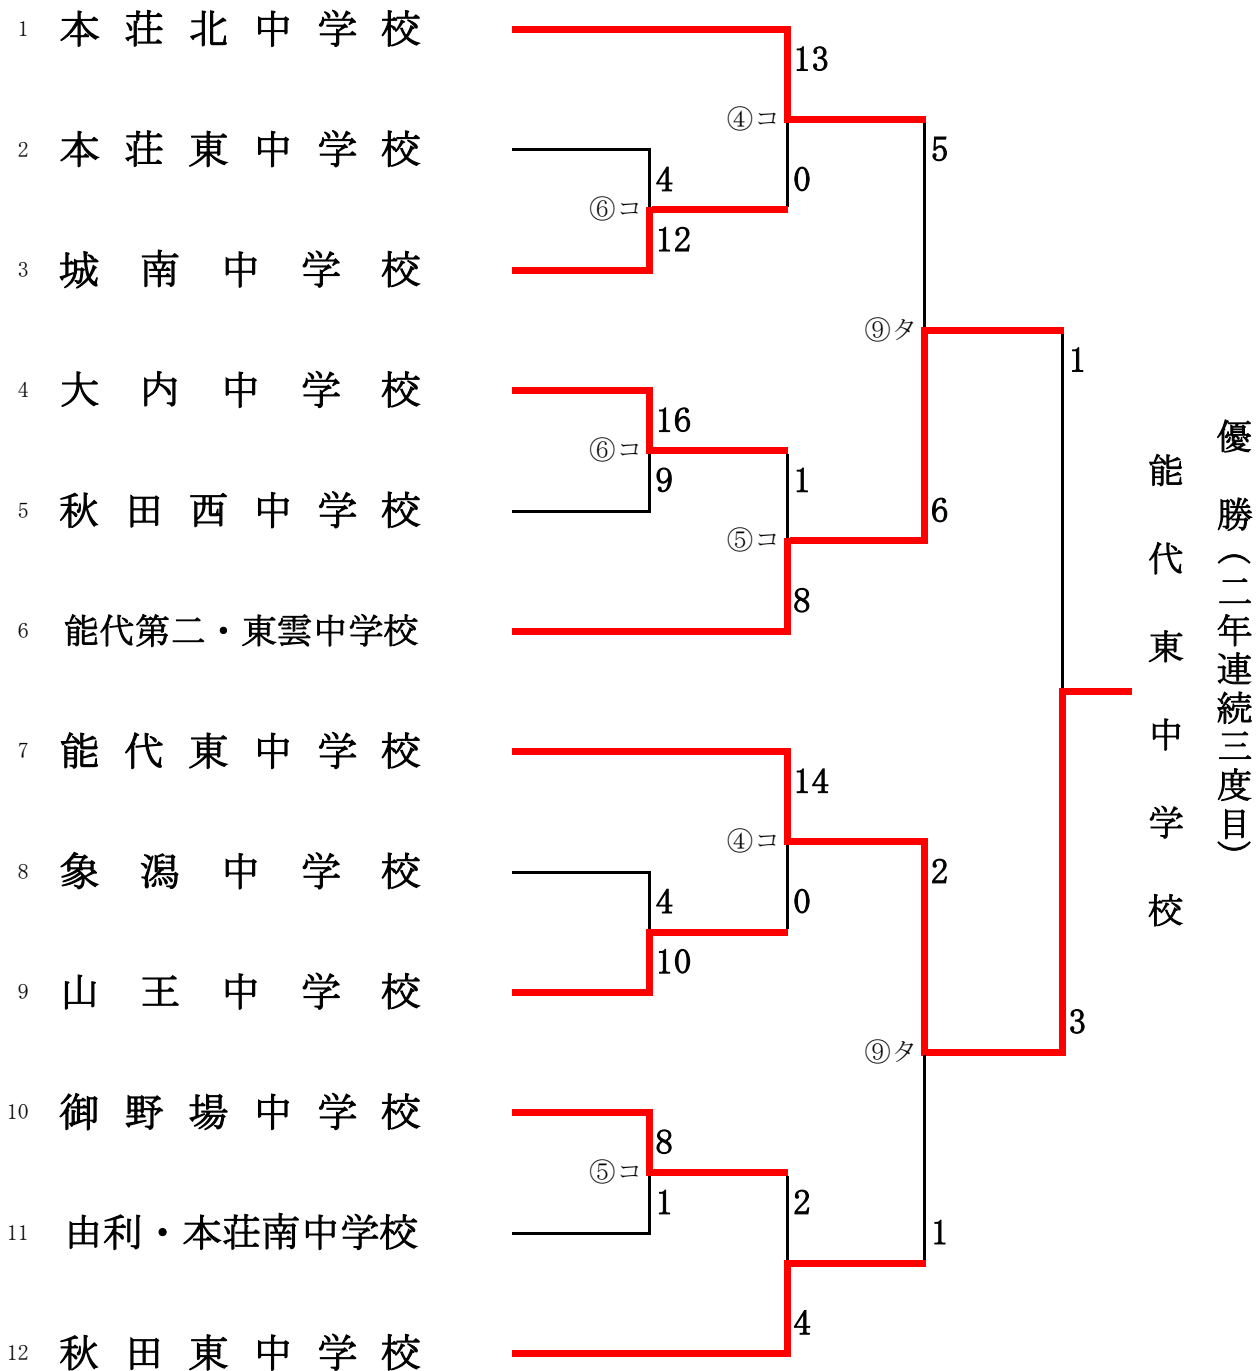 1 本荘北中学校
13
④コ
2 本荘東中学校
5
4
0
⑥コ
12
3 城南中学校
⑨タ
1
4 大内中学校
16
⑥コ
9
1
5 秋田西中学校
6
⑤コ
8
6 能代第二・東雲中学校
7 能代東中学校
14
④コ
8 象潟中学校
2
4
0
10
9 山王中学校
3
⑨タ
10 御野場中学校
8
⑤コ
1
2
11 由利・本荘南中学校
1
4
12 秋田東中学校
優勝(二年連続三度目)
能代東中学校